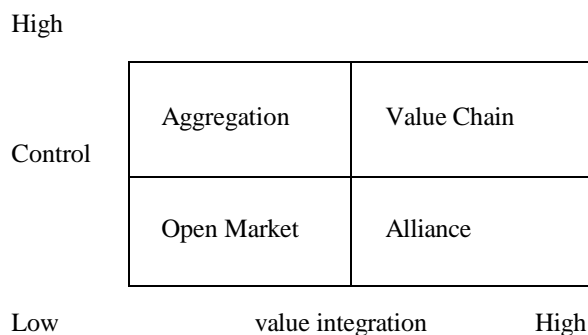 High
Aggregation Value Chain
Control
Open Market Alliance
Low value integration High